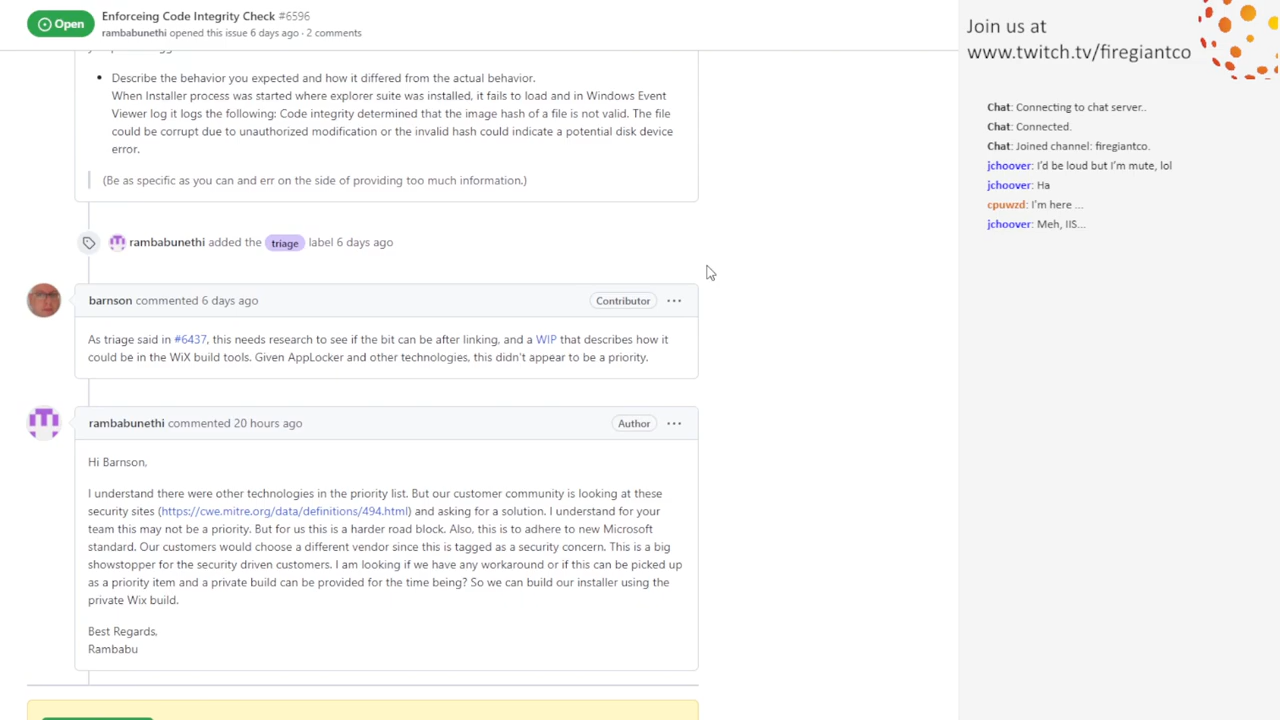 Open
Enforceing Code Integrity Check #6596
rambabunethi opened this issue 6 days ago · 2 comments
Join us at
www.twitch.tv/firegiantco
• Describe the behavior you expected and how it differed from the actual behavior.
When Installer process was started where explorer suite was installed, it fails to load and in Windows Event
Viewer log it logs the following: Code integrity determined that the image hash of a file is not valid. The file
could be corrupt due to unauthorized modification or the invalid hash could indicate a potential disk device
error.
(Be as specific as you can and err on the side of providing too much information.)
rambabunethi added the triage label 6 days ago
barnson commented 6 days ago
Contributor
As triage said in #6437, this needs research to see if the bit can be after linking, and a WIP that describes how it
could be in the WiX build tools. Given AppLocker and other technologies, this didn't appear to be a priority.
rambabunethi commented 20 hours ago
Author
Hi Barnson,
I understand there were other technologies in the priority list. But our customer community is looking at these
security sites (https://cwe.mitre.org/data/definitions/494.html) and asking for a solution. I understand for your
team this may not be a priority. But for us this is a harder road block. Also, this is to adhere to new Microsoft
standard. Our customers would choose a different vendor since this is tagged as a security concern. This is a big
showstopper for the security driven customers. I am looking if we have any workaround or if this can be picked up
as a priority item and a private build can be provided for the time being? So we can build our installer using the
private Wix build.
Best Regards,
Rambabu
Chat: Connecting to chat server..
Chat: Connected.
Chat: Joined channel: firegiantco.
jchoover: I'd be loud but I'm mute, lol
jchoover: Ha
cpuwzd: I'm here ...
jchoover: Meh, IIS...